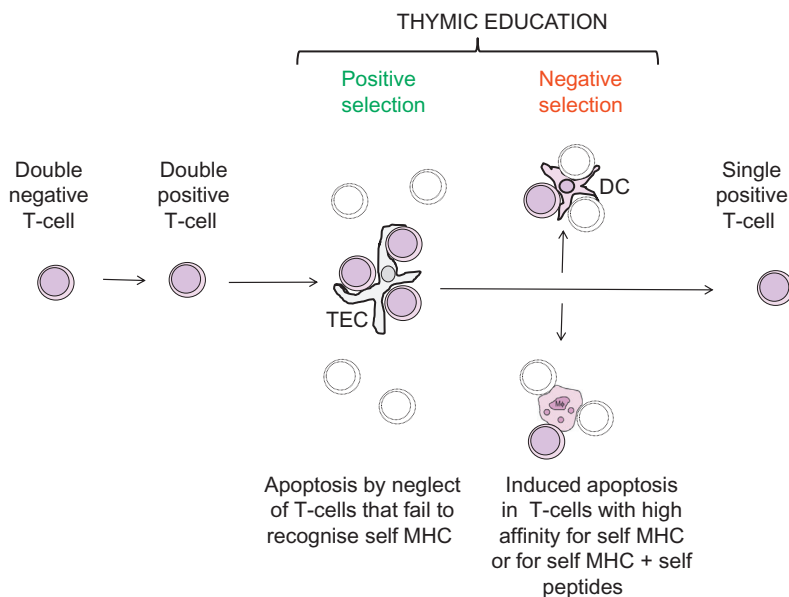 THYMIC EDUCATION
Positive
selection
Negative
selection
Double
negative
T-cell
Double
positive
T-cell
DC
Single
positive
T-cell
TEC
Mφ
Apoptosis by neglect
of T-cells that fail to
recognise self MHC
Induced apoptosis
in T-cells with high
affinity for self MHC
or for self MHC + self
peptides